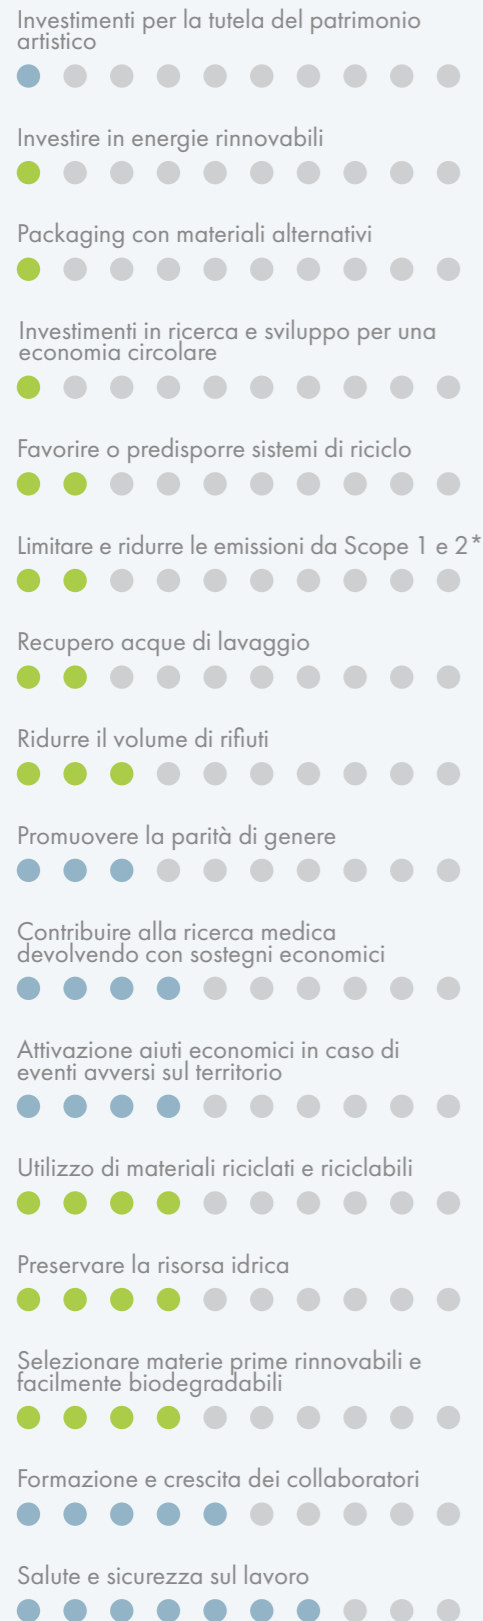 Investimenti per la tutela del patrimonio
artistico
Investire in energie rinnovabili
Packaging con materiali alternativi
Investimenti in ricerca e sviluppo per una
economia circolare
Favorire o predisporre sistemi di riciclo
Limitare e ridurre le emissioni da Scope 1 e 2*
Recupero acque di lavaggio
Ridurre il volume di rifiuti
Promuovere la parità di genere
Contribuire alla ricerca medica
devolvendo con sostegni economici
Attivazione aiuti economici in caso di
eventi avversi sul territorio
Utilizzo di materiali riciclati e riciclabili
Preservare la risorsa idrica
Selezionare materie prime rinnovabili e
facilmente biodegradabili
Formazione e crescita dei collaboratori
Salute e sicurezza sul lavoro